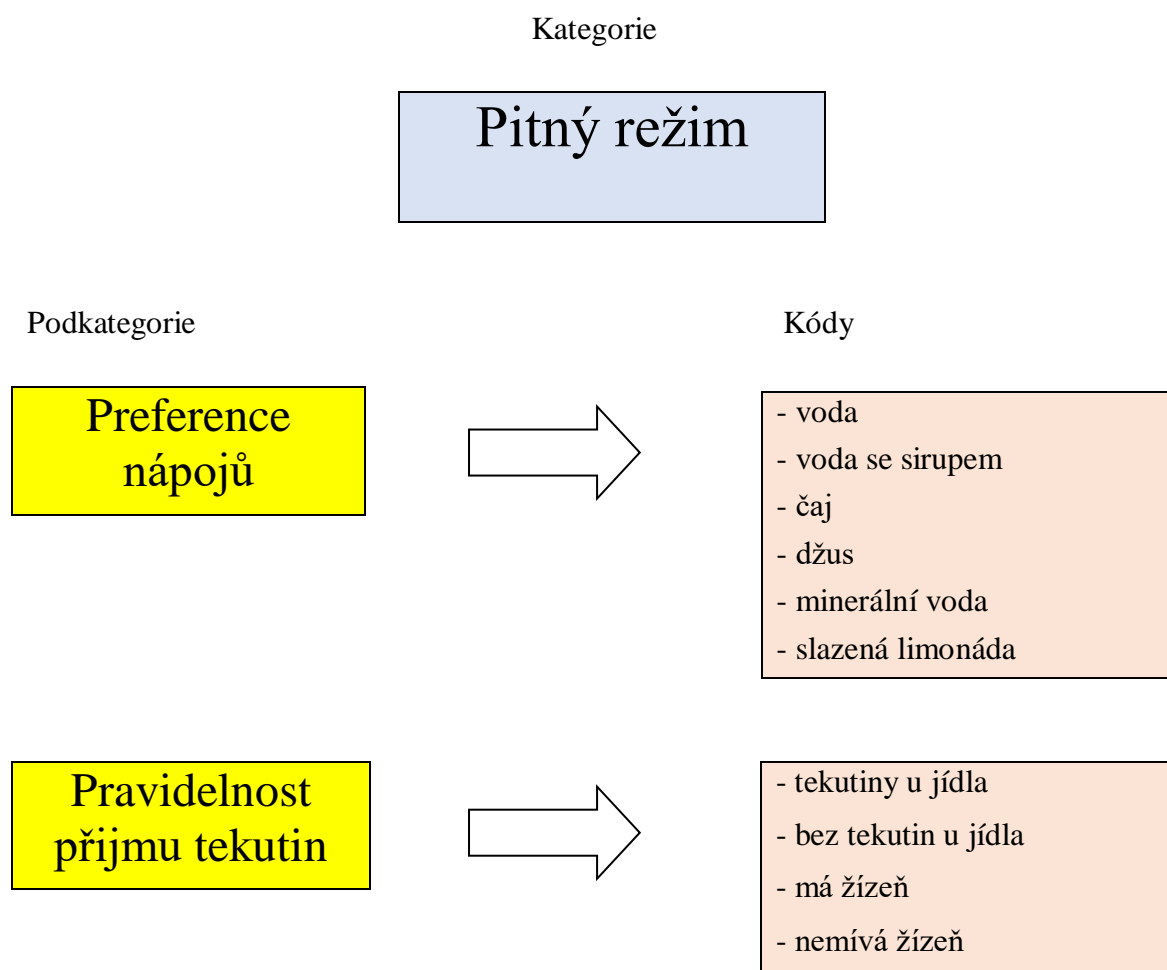 Kategorie
Pitný režim
Podkategorie
Kódy
Preference
nápojů
- voda
- voda se sirupem
- čaj
- džus
- minerální voda
- slazená limonáda
Pravidelnost
přijmu tekutin
- tekutiny u jídla
- bez tekutin u jídla
- má žízeň
- nemívá žízeň